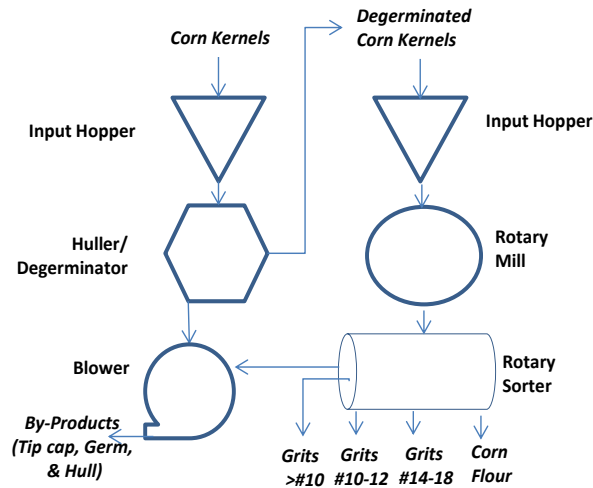 Corn Kernels
Degerminated
Corn Kernels
Input Hopper
Input Hopper
Huller/
Degerminator
Rotary
Mill
Blower
Rotary
Sorter
By-Products
(Tip cap, Germ,
& Hull)
Grits
>#10
Grits
#10-12
Grits
#14-18
Corn
Flour